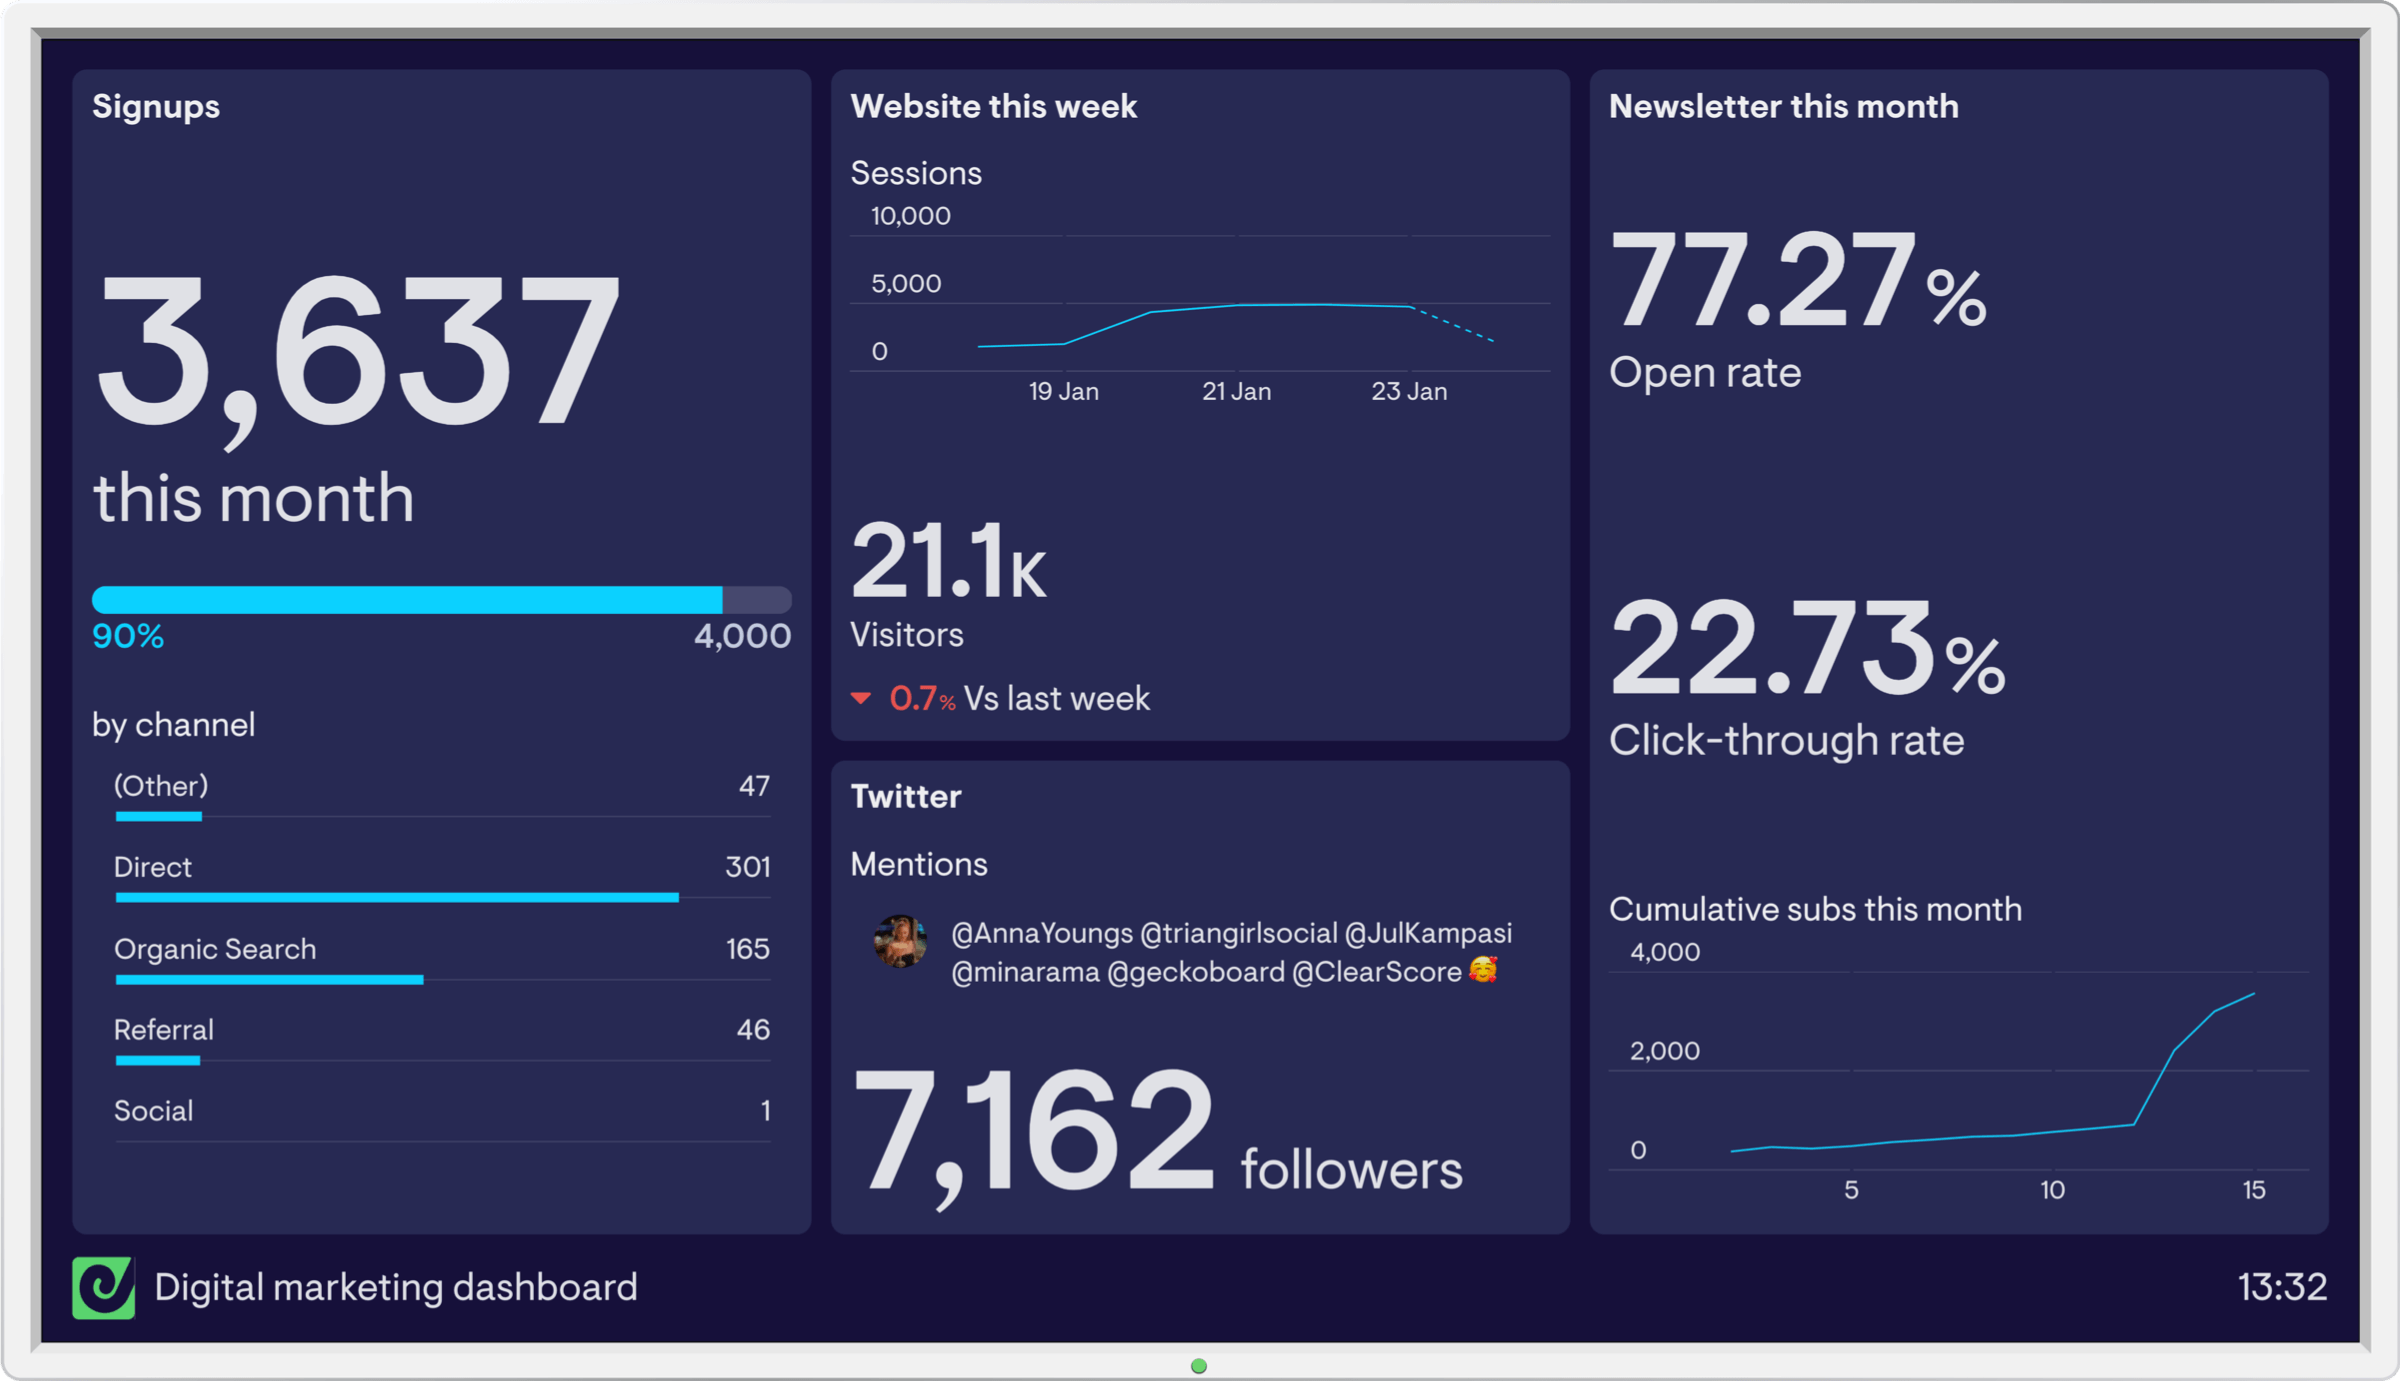 Signups
3,637
this month
90%
4,000
by channel
(Other) 47
Direct 301
Organic Search 165
Referral 46
Social 1
Website this week
Sessions
10,000
5,000
0
19 Jan 21 Jan 23 Jan
21.1K
Visitors
0.7% Vs last week
Twitter
Mentions
@AnnaYoungs @triangirlsocial @JulKampasi
@minarama @geckoboard @ClearScore 🥰
7,162 followers
Newsletter this month
77.27%
Open rate
22.73%
Click-through rate
Cumulative subs this month
4,000
2,000
0
5 10 15
Digital marketing dashboard
13:32